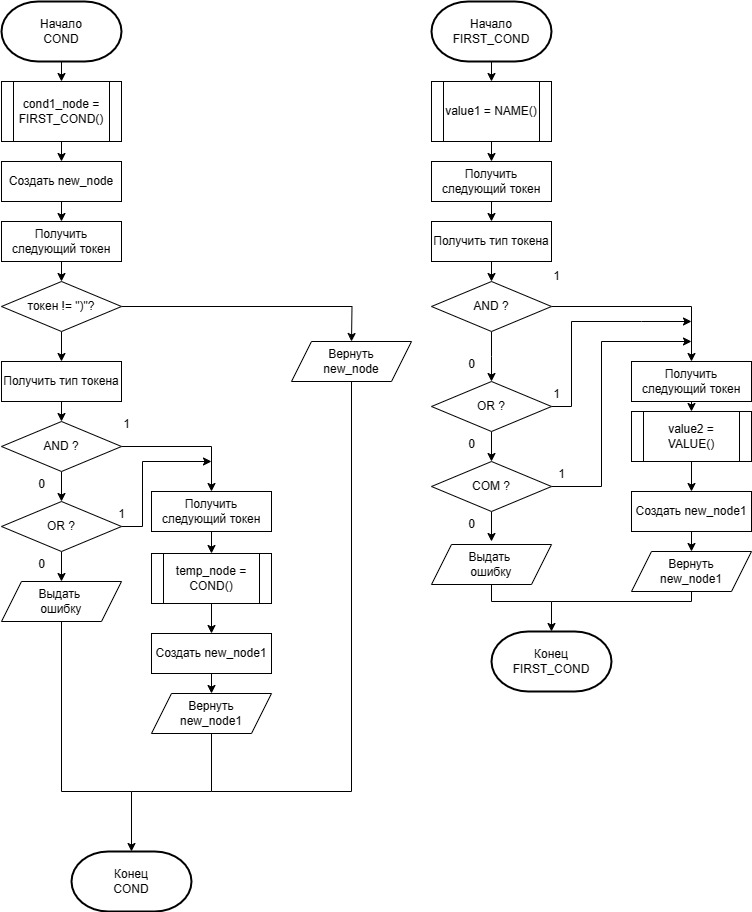 Начало
COND
cond1_node =
FIRST_COND()
Создать new_node
Получить
следующий токен
токен != ")"?
Вернуть
new_node
Получить тип токена
AND ?
1
0
OR ?
1
0
Получить
следующий токен
temp_node =
COND()
Выдать
ошибку
Создать new_node1
Вернуть
new_node1
Конец
COND
Начало
FIRST_COND
value1 = NAME()
Получить
следующий токен
Получить тип токена
AND ?
1
0
OR ?
1
0
COM ?
1
0
Выдать
ошибку
Получить
следующий токен
value2 =
VALUE()
Создать new_node1
Вернуть
new_node1
Конец
FIRST_COND